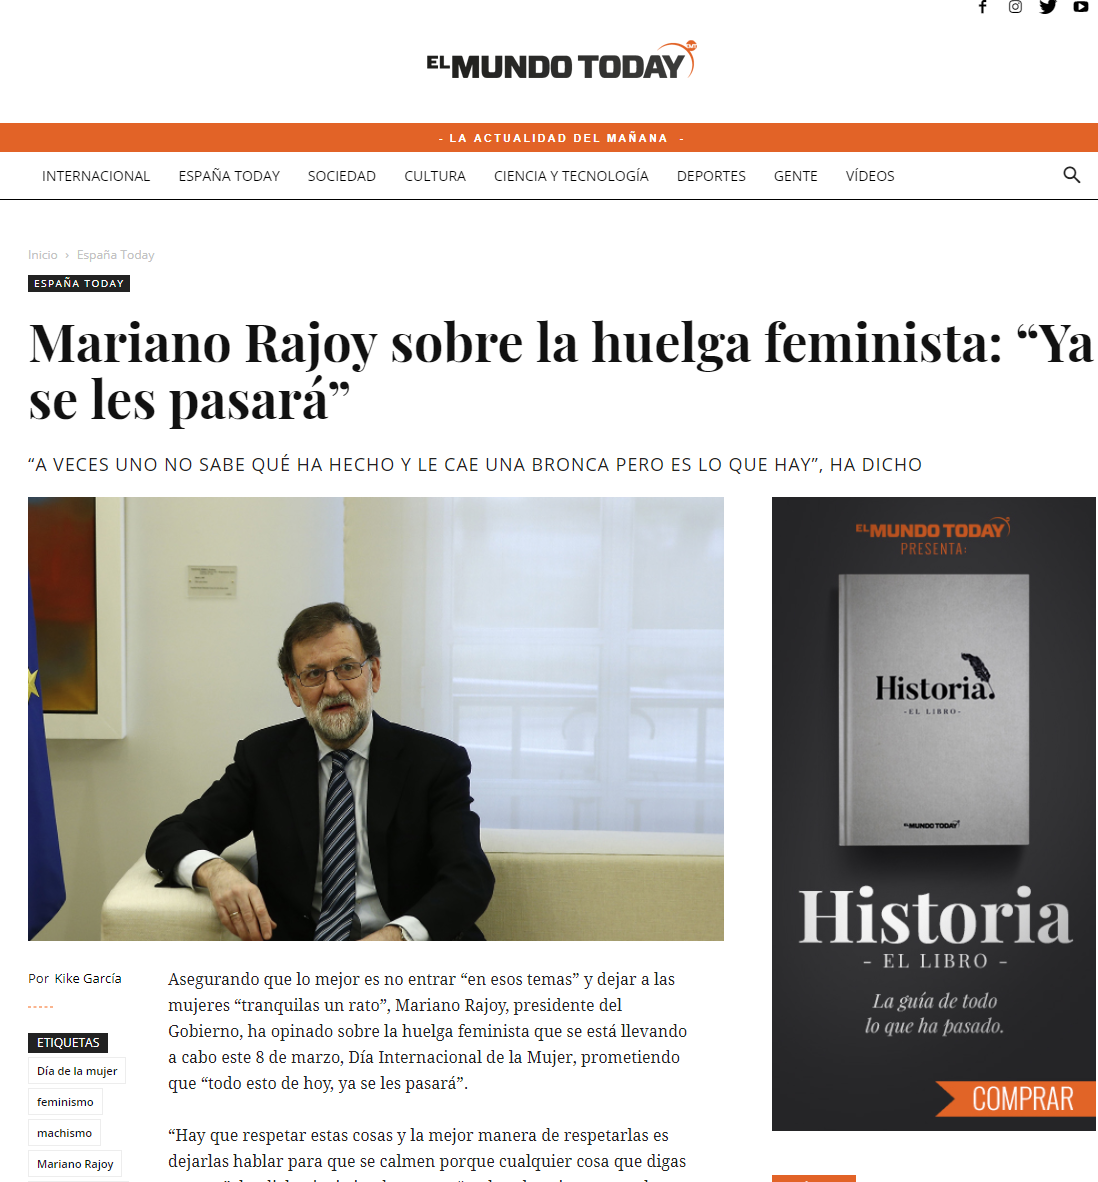 EL MUNDO TODAY
- LA ACTUALIDAD DEL MAÑANA -
INTERNACIONAL ESPAÑA TODAY SOCIEDAD CULTURA CIENCIA Y TECNOLOGÍA DEPORTES GENTE VÍDEOS
Inicio › España Today
ESPAÑA TODAY
Mariano Rajoy sobre la huelga feminista: “Ya
se les pasará”
“A VECES UNO NO SABE QUÉ HA HECHO Y LE CAE UNA BRONCA PERO ES LO QUE HAY”, HA DICHO
Por Kike García
ETIQUETAS
Día de la mujer
feminismo
machismo
Mariano Rajoy
Asegurando que lo mejor es no entrar “en esos temas” y dejar a las
mujeres “tranquilas un rato”, Mariano Rajoy, presidente del
Gobierno, ha opinado sobre la huelga feminista que se está llevando
a cabo este 8 de marzo, Día Internacional de la Mujer, prometiendo
que “todo esto de hoy, ya se les pasará”.
“Hay que respetar estas cosas y la mejor manera de respetarlas es
dejarlas hablar para que se calmen porque cualquier cosa que digas
EL MUNDO TODAY
PRESENTA:
Historia.
-EL LIBRO-
EL MUNDO TODAY
Historia
- EL LIBRO -
La guía de todo
lo que ha pasado.
COMPRAR